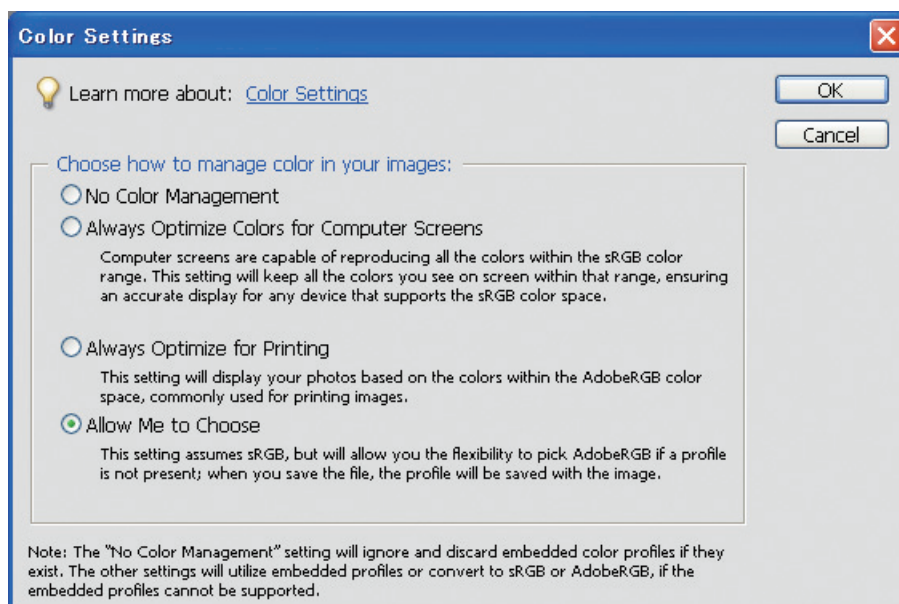 Color Settings
Learn more about: Color Settings
OK
Cancel
Choose how to manage color in your images:
No Color Management
Always Optimize Colors for Computer Screens
Computer screens are capable of reproducing all the colors within the sRGB color
range. This setting will keep all the colors you see on screen within that range, ensuring
an accurate display for any device that supports the sRGB color space.
Always Optimize for Printing
This setting will display your photos based on the colors within the AdobeRGB color
space, commonly used for printing images.
Allow Me to Choose
This setting assumes sRGB, but will allow you the flexibility to pick AdobeRGB if a profile
is not present; when you save the file, the profile will be saved with the image.
Note: The "No Color Management" setting will ignore and discard embedded color profiles if they
exist. The other settings will utilize embedded profiles or convert to sRGB or AdobeRGB, if the
embedded profiles cannot be supported.